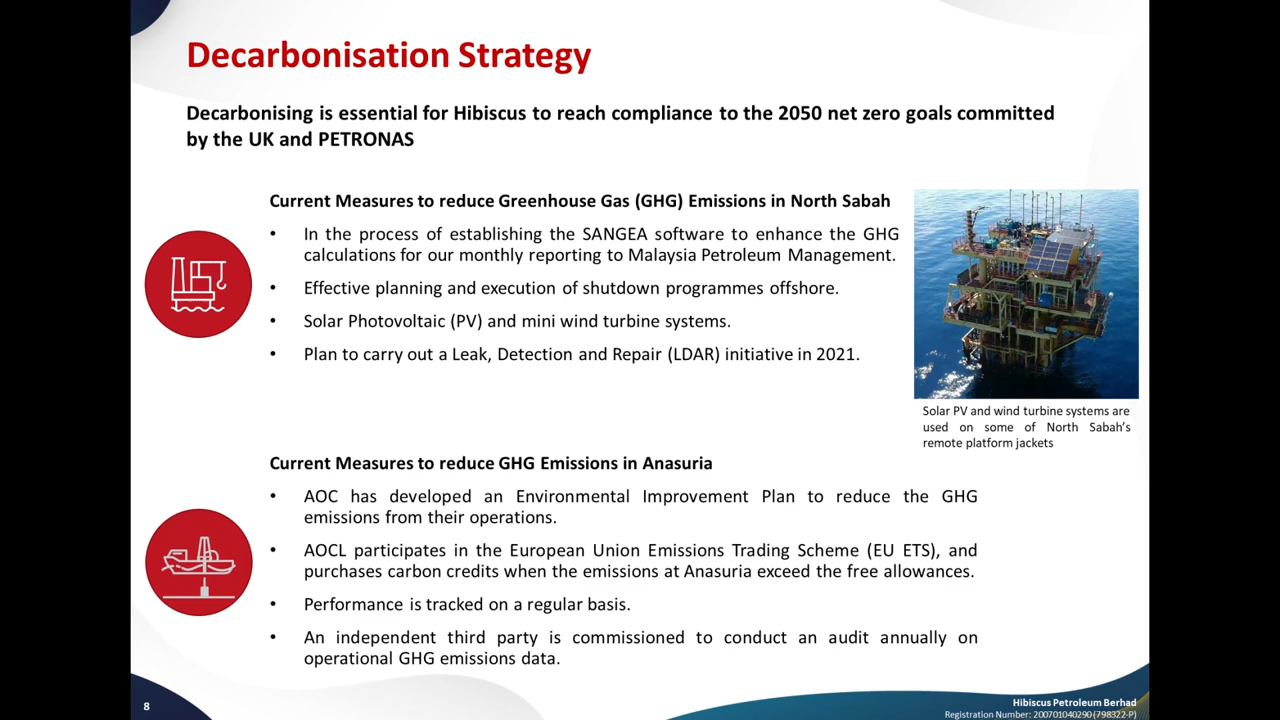 Decarbonisation Strategy
Decarbonising is essential for Hibiscus to reach compliance to the 2050 net zero goals committed
by the UK and PETRONAS
Current Measures to reduce Greenhouse Gas (GHG) Emissions in North Sabah
• In the process of establishing the SANGEA software to enhance the GHG
calculations for our monthly reporting to Malaysia Petroleum Management.
• Effective planning and execution of shutdown programmes offshore.
• Solar Photovoltaic (PV) and mini wind turbine systems.
• Plan to carry out a Leak, Detection and Repair (LDAR) initiative in 2021.
Solar PV and wind turbine systems are
used on some of North Sabah's
remote platform jackets
Current Measures to reduce GHG Emissions in Anasuria
• AOC has developed an Environmental Improvement Plan to reduce the GHG
emissions from their operations.
• AOCL participates in the European Union Emissions Trading Scheme (EU ETS), and
purchases carbon credits when the emissions at Anasuria exceed the free allowances.
• Performance is tracked on a regular basis.
• An independent third party is commissioned to conduct an audit annually on
operational GHG emissions data.
8
Hibiscus Petroleum Berhad
Registration Number: 200701040290 (798322-P)